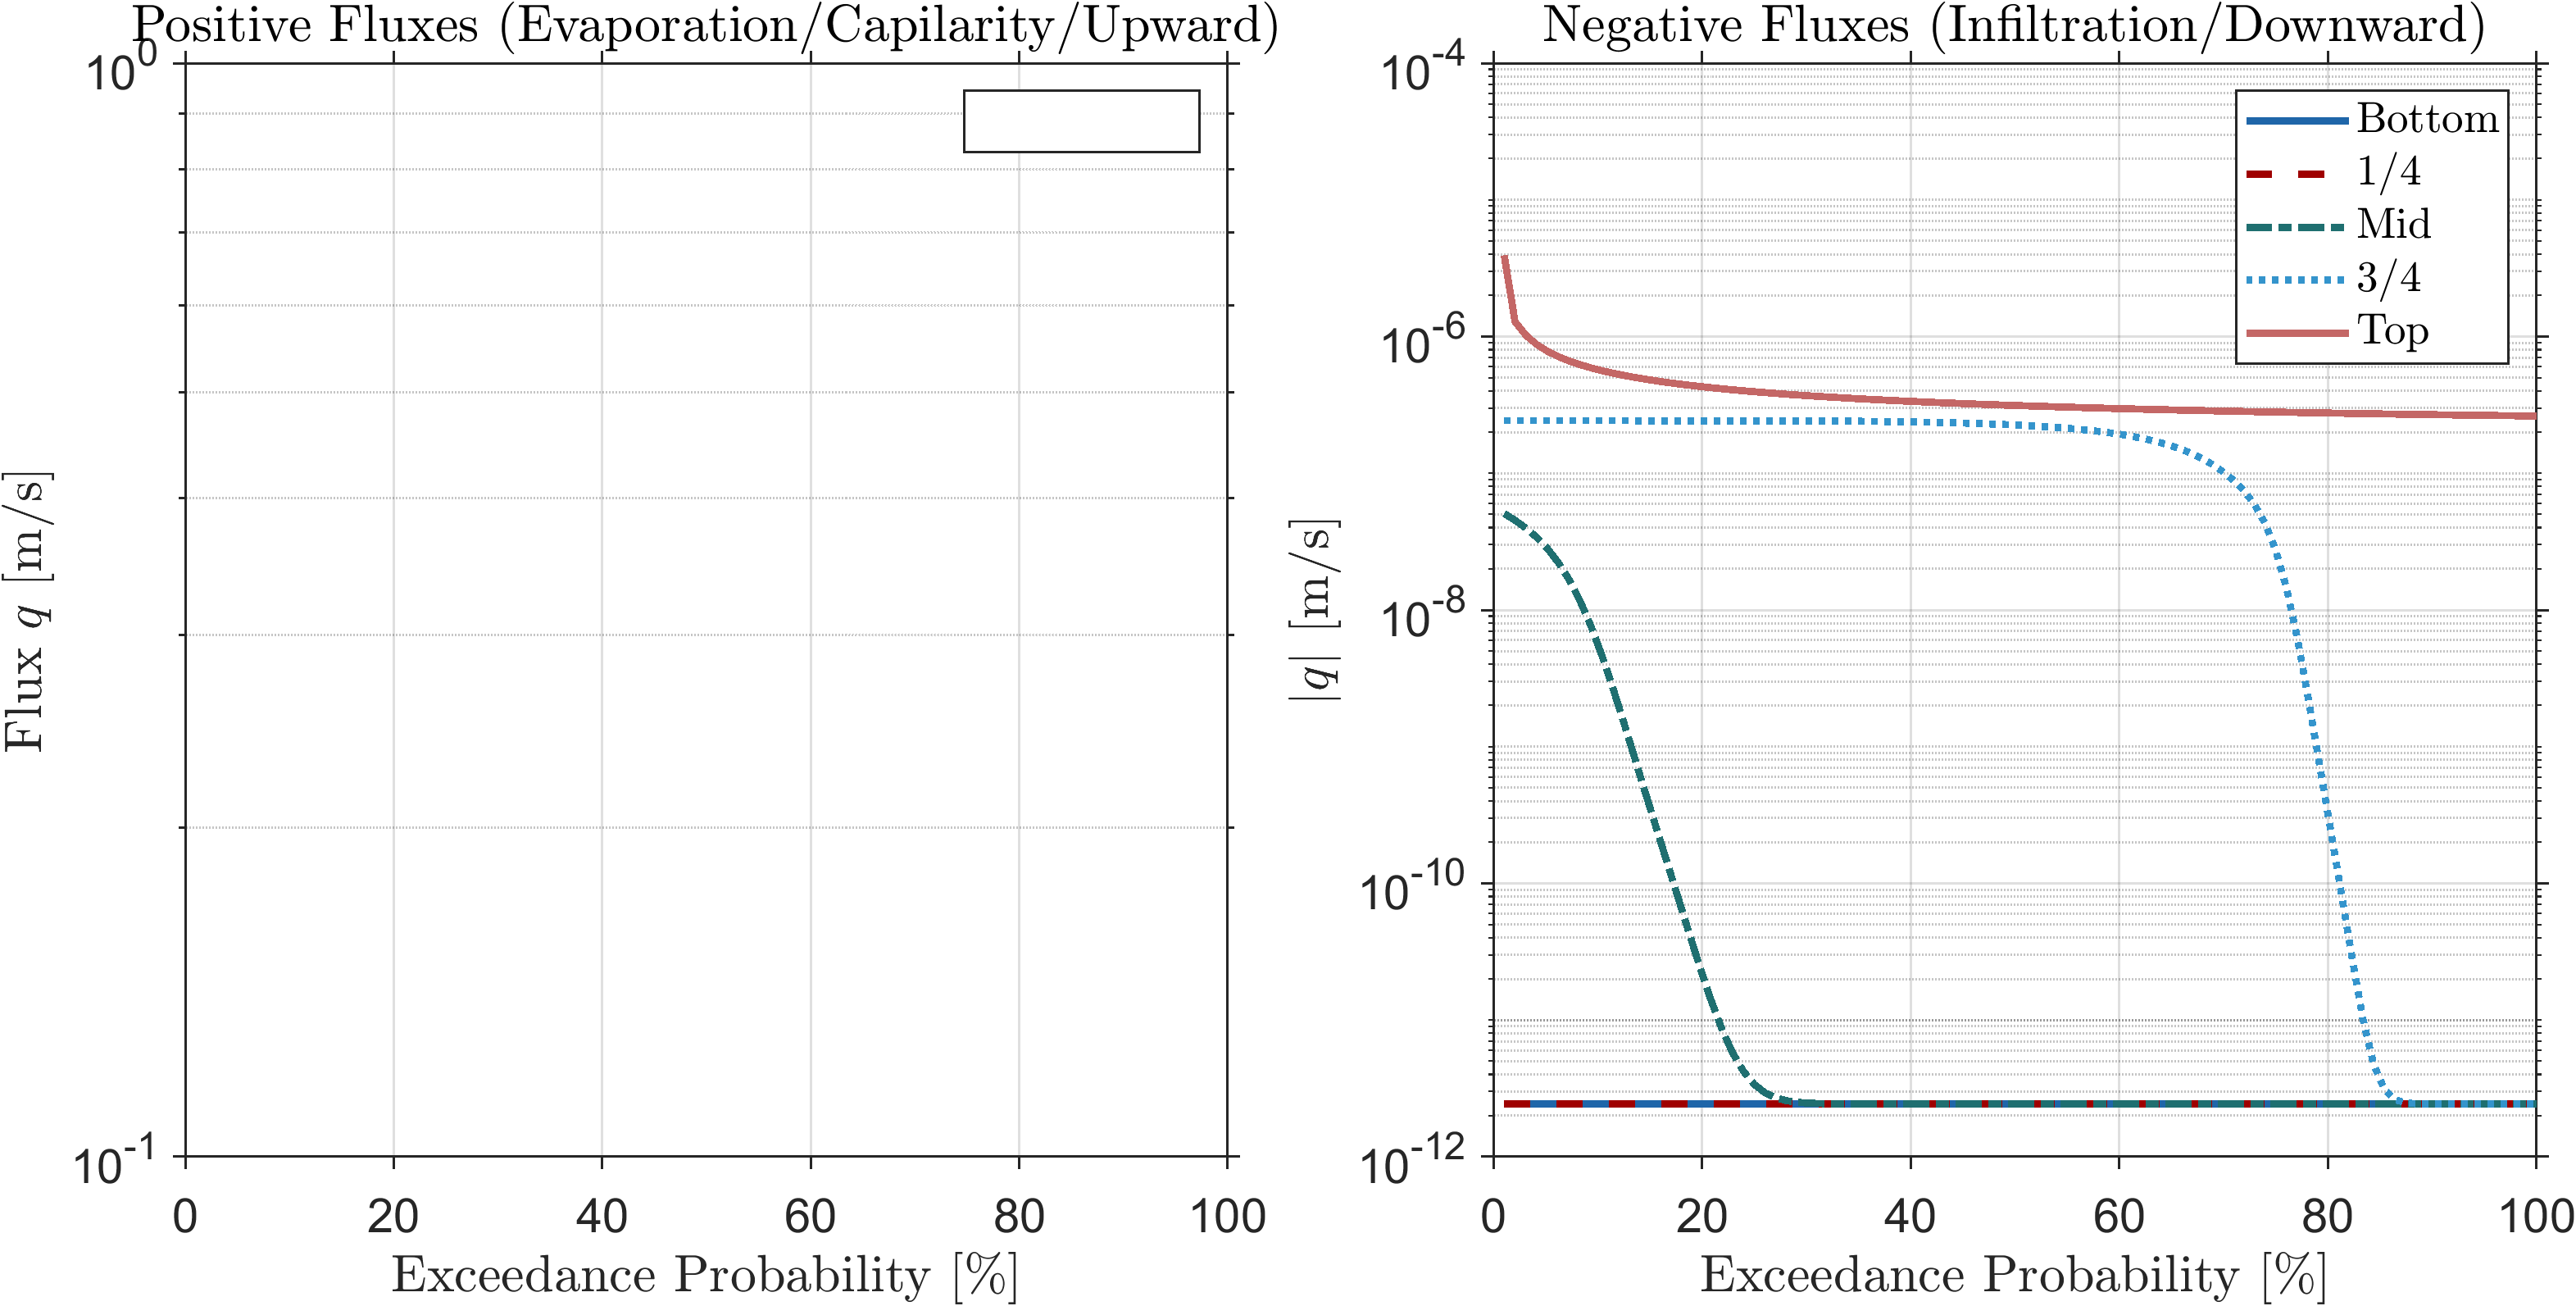 Positive Fluxes (Evaporation/Capilarity/Upward)
10^0
10^-1
Flux q [m/s]
0 20 40 60 80 100
Exceedance Probability [%]
Negative Fluxes (Infiltration/Downward)
10^-4
10^-6
10^-8
10^-10
10^-12
|q| [m/s]
Bottom
1/4
Mid
3/4
Top
0 20 40 60 80 100
Exceedance Probability [%]